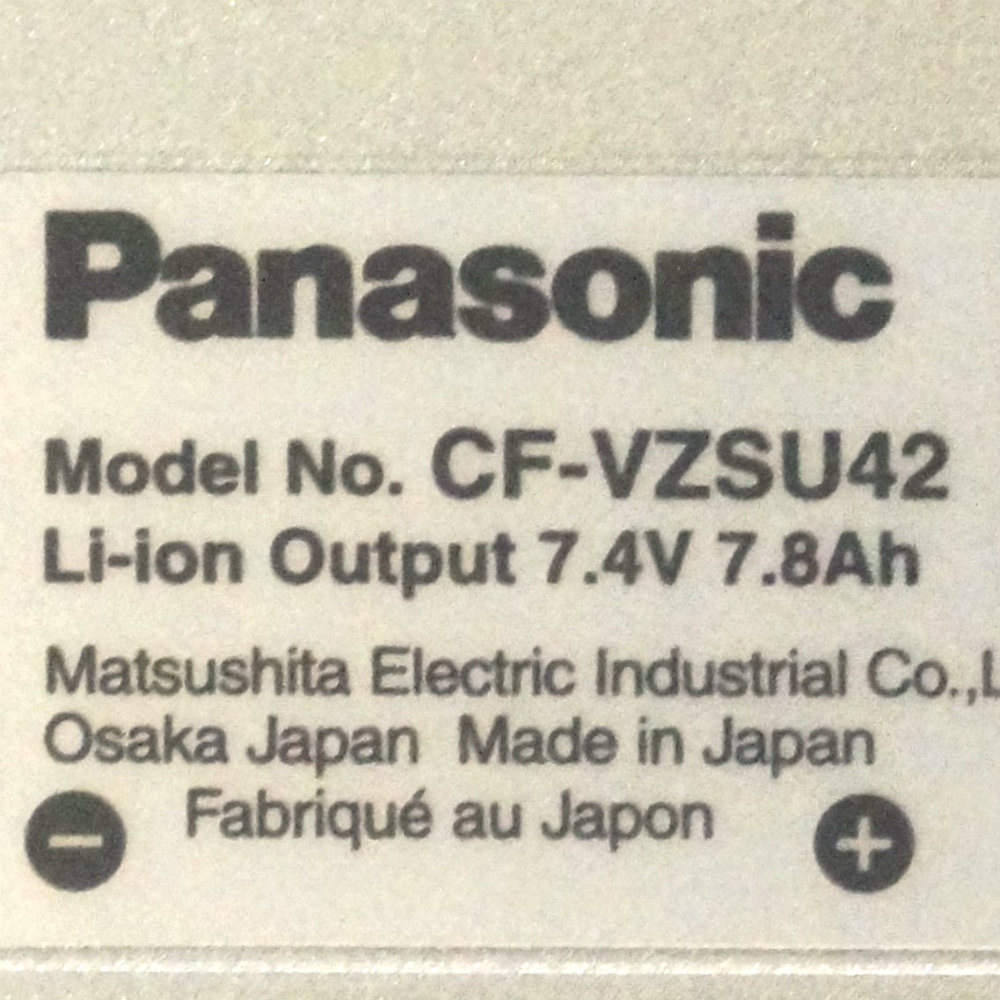 Panasonic
Model No. CF-VZSU42
Li-ion Output 7.4V 7.8Ah
Matsushita Electric Industrial Co.,L
Osaka Japan Made in Japan
− Fabriqué au Japon +